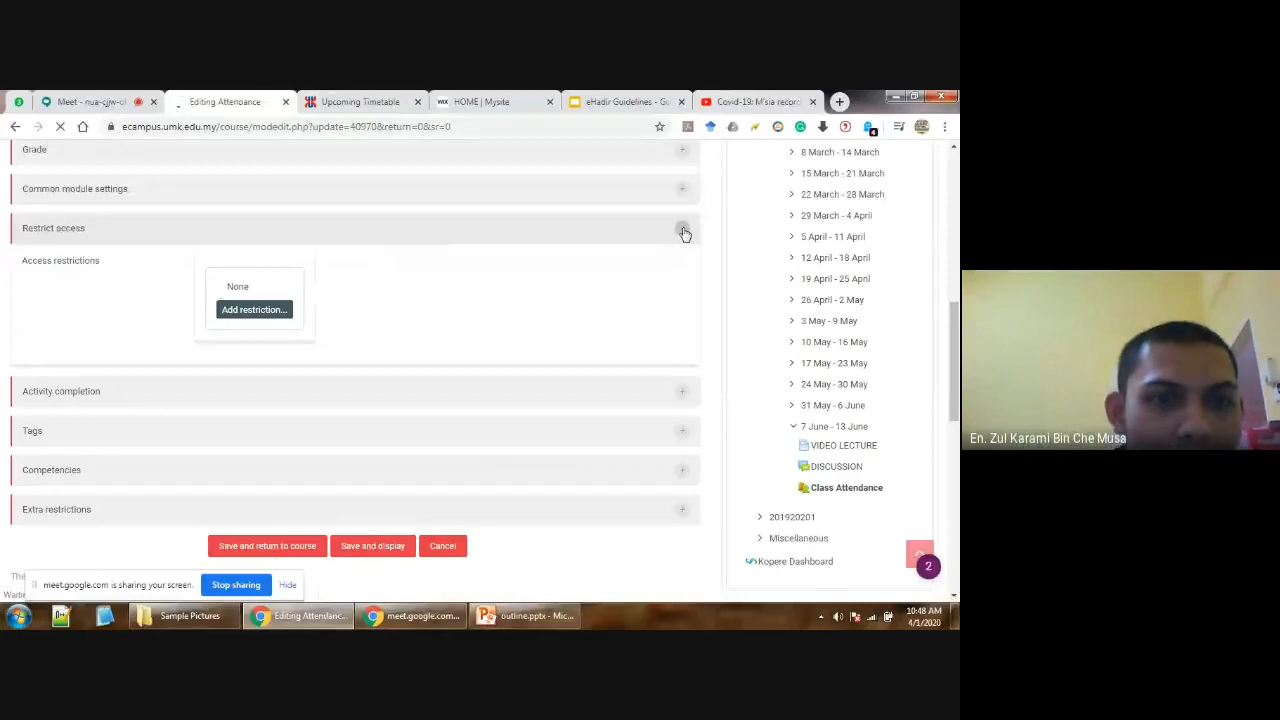 Meet - nua-cjjw-ol
Editing Attendance
Upcoming Timetable
WIX HOME | Mysite
eHadir Guidelines - Go
Covid-19: M'sia record
ecampus.umk.edu.my/course/modedit.php?update=40970&return=0&sr=0
4
Grade
Common module settings
Restrict access
Access restrictions
None
Add restriction...
Activity completion
Tags
Competencies
Extra restrictions
Save and return to course
Save and display
Cancel
8 March - 14 March
15 March - 21 March
22 March - 28 March
29 March - 4 April
5 April - 11 April
12 April - 18 April
19 April - 25 April
26 April - 2 May
3 May - 9 May
10 May - 16 May
17 May - 23 May
24 May - 30 May
31 May - 6 June
7 June - 13 June
VIDEO LECTURE
DISCUSSION
Class Attendance
201920201
Miscellaneous
Kopere Dashboard
2
meet.google.com is sharing your screen.
Stop sharing
Hide
Sample Pictures
Editing Attendanc...
meet.google.com...
outline.pptx - Mic...
10:48 AM
4/1/2020
En. Zul Karami Bin Che Musa